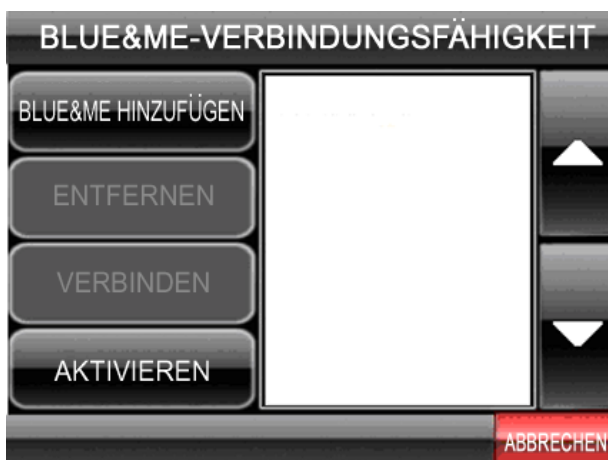 BLUE&ME-VERBINDUNGSFÄHIGKEIT
BLUE&ME HINZUFÜGEN
ENTFERNEN
VERBINDEN
AKTIVIEREN
ABBRECHEN